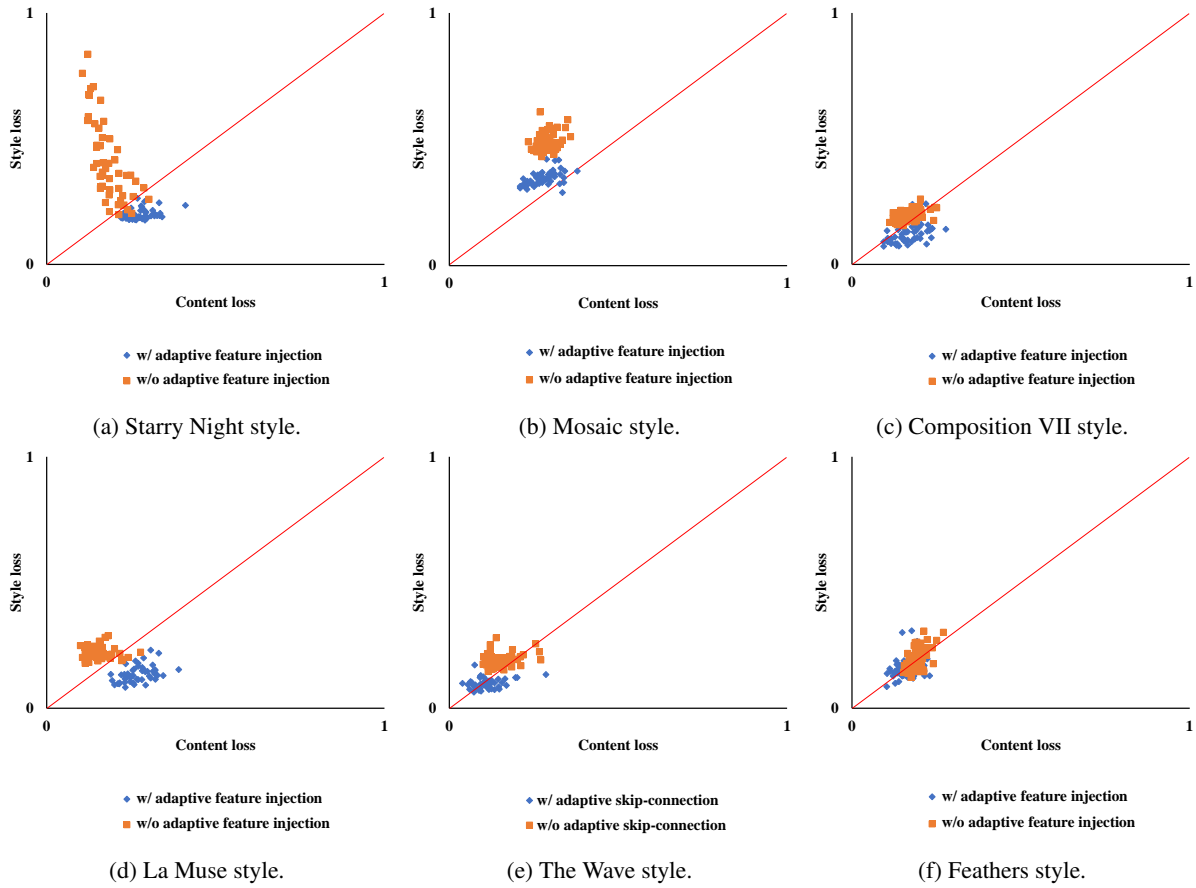 1
Style loss
0
0
Content loss
1
w/ adaptive feature injection
w/o adaptive feature injection
(a) Starry Night style.
1
Style loss
0
0
Content loss
1
w/ adaptive feature injection
w/o adaptive feature injection
(b) Mosaic style.
1
Style loss
0
0
Content loss
1
w/ adaptive feature injection
w/o adaptive feature injection
(c) Composition VII style.
1
Style loss
0
0
Content loss
1
w/ adaptive feature injection
w/o adaptive feature injection
(d) La Muse style.
1
Style loss
0
0
Content loss
1
w/ adaptive skip-connection
w/o adaptive skip-connection
(e) The Wave style.
1
Style loss
0
0
Content loss
1
w/ adaptive feature injection
w/o adaptive feature injection
(f) Feathers style.